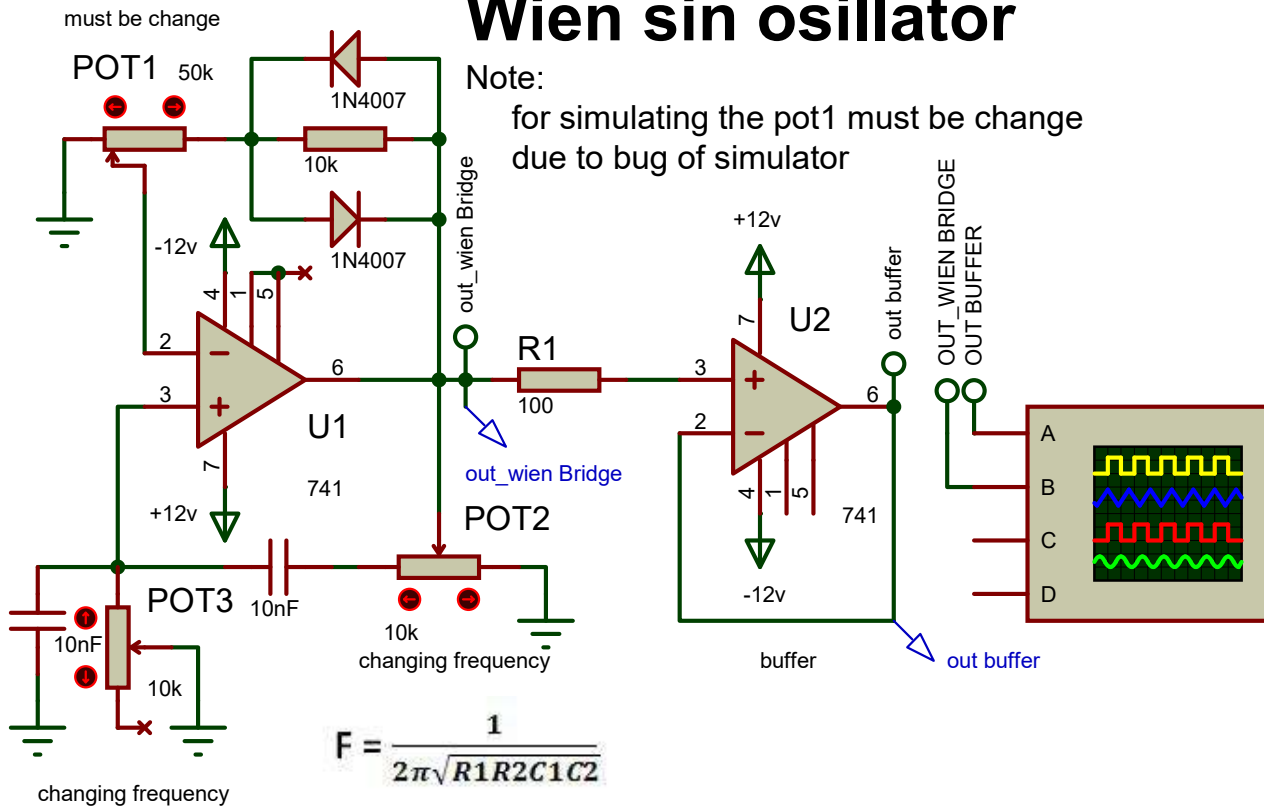 Wien sin osillator
must be change
POT1
50k
Note:
for simulating the pot1 must be change
due to bug of simulator
1N4007
10k
1N4007
-12v
4
1
5
2
3
6
7
U1
741
+12v
out_wien Bridge
out_wien Bridge
R1
100
+12v
7
U2
3
2
6
4
1
5
741
-12v
buffer
out buffer
out buffer
OUT_WIEN BRIDGE
OUT BUFFER
A
B
C
D
POT2
10k
changing frequency
10nF
POT3
10nF
10k
changing frequency
F = 1 / 2π√R1R2C1C2